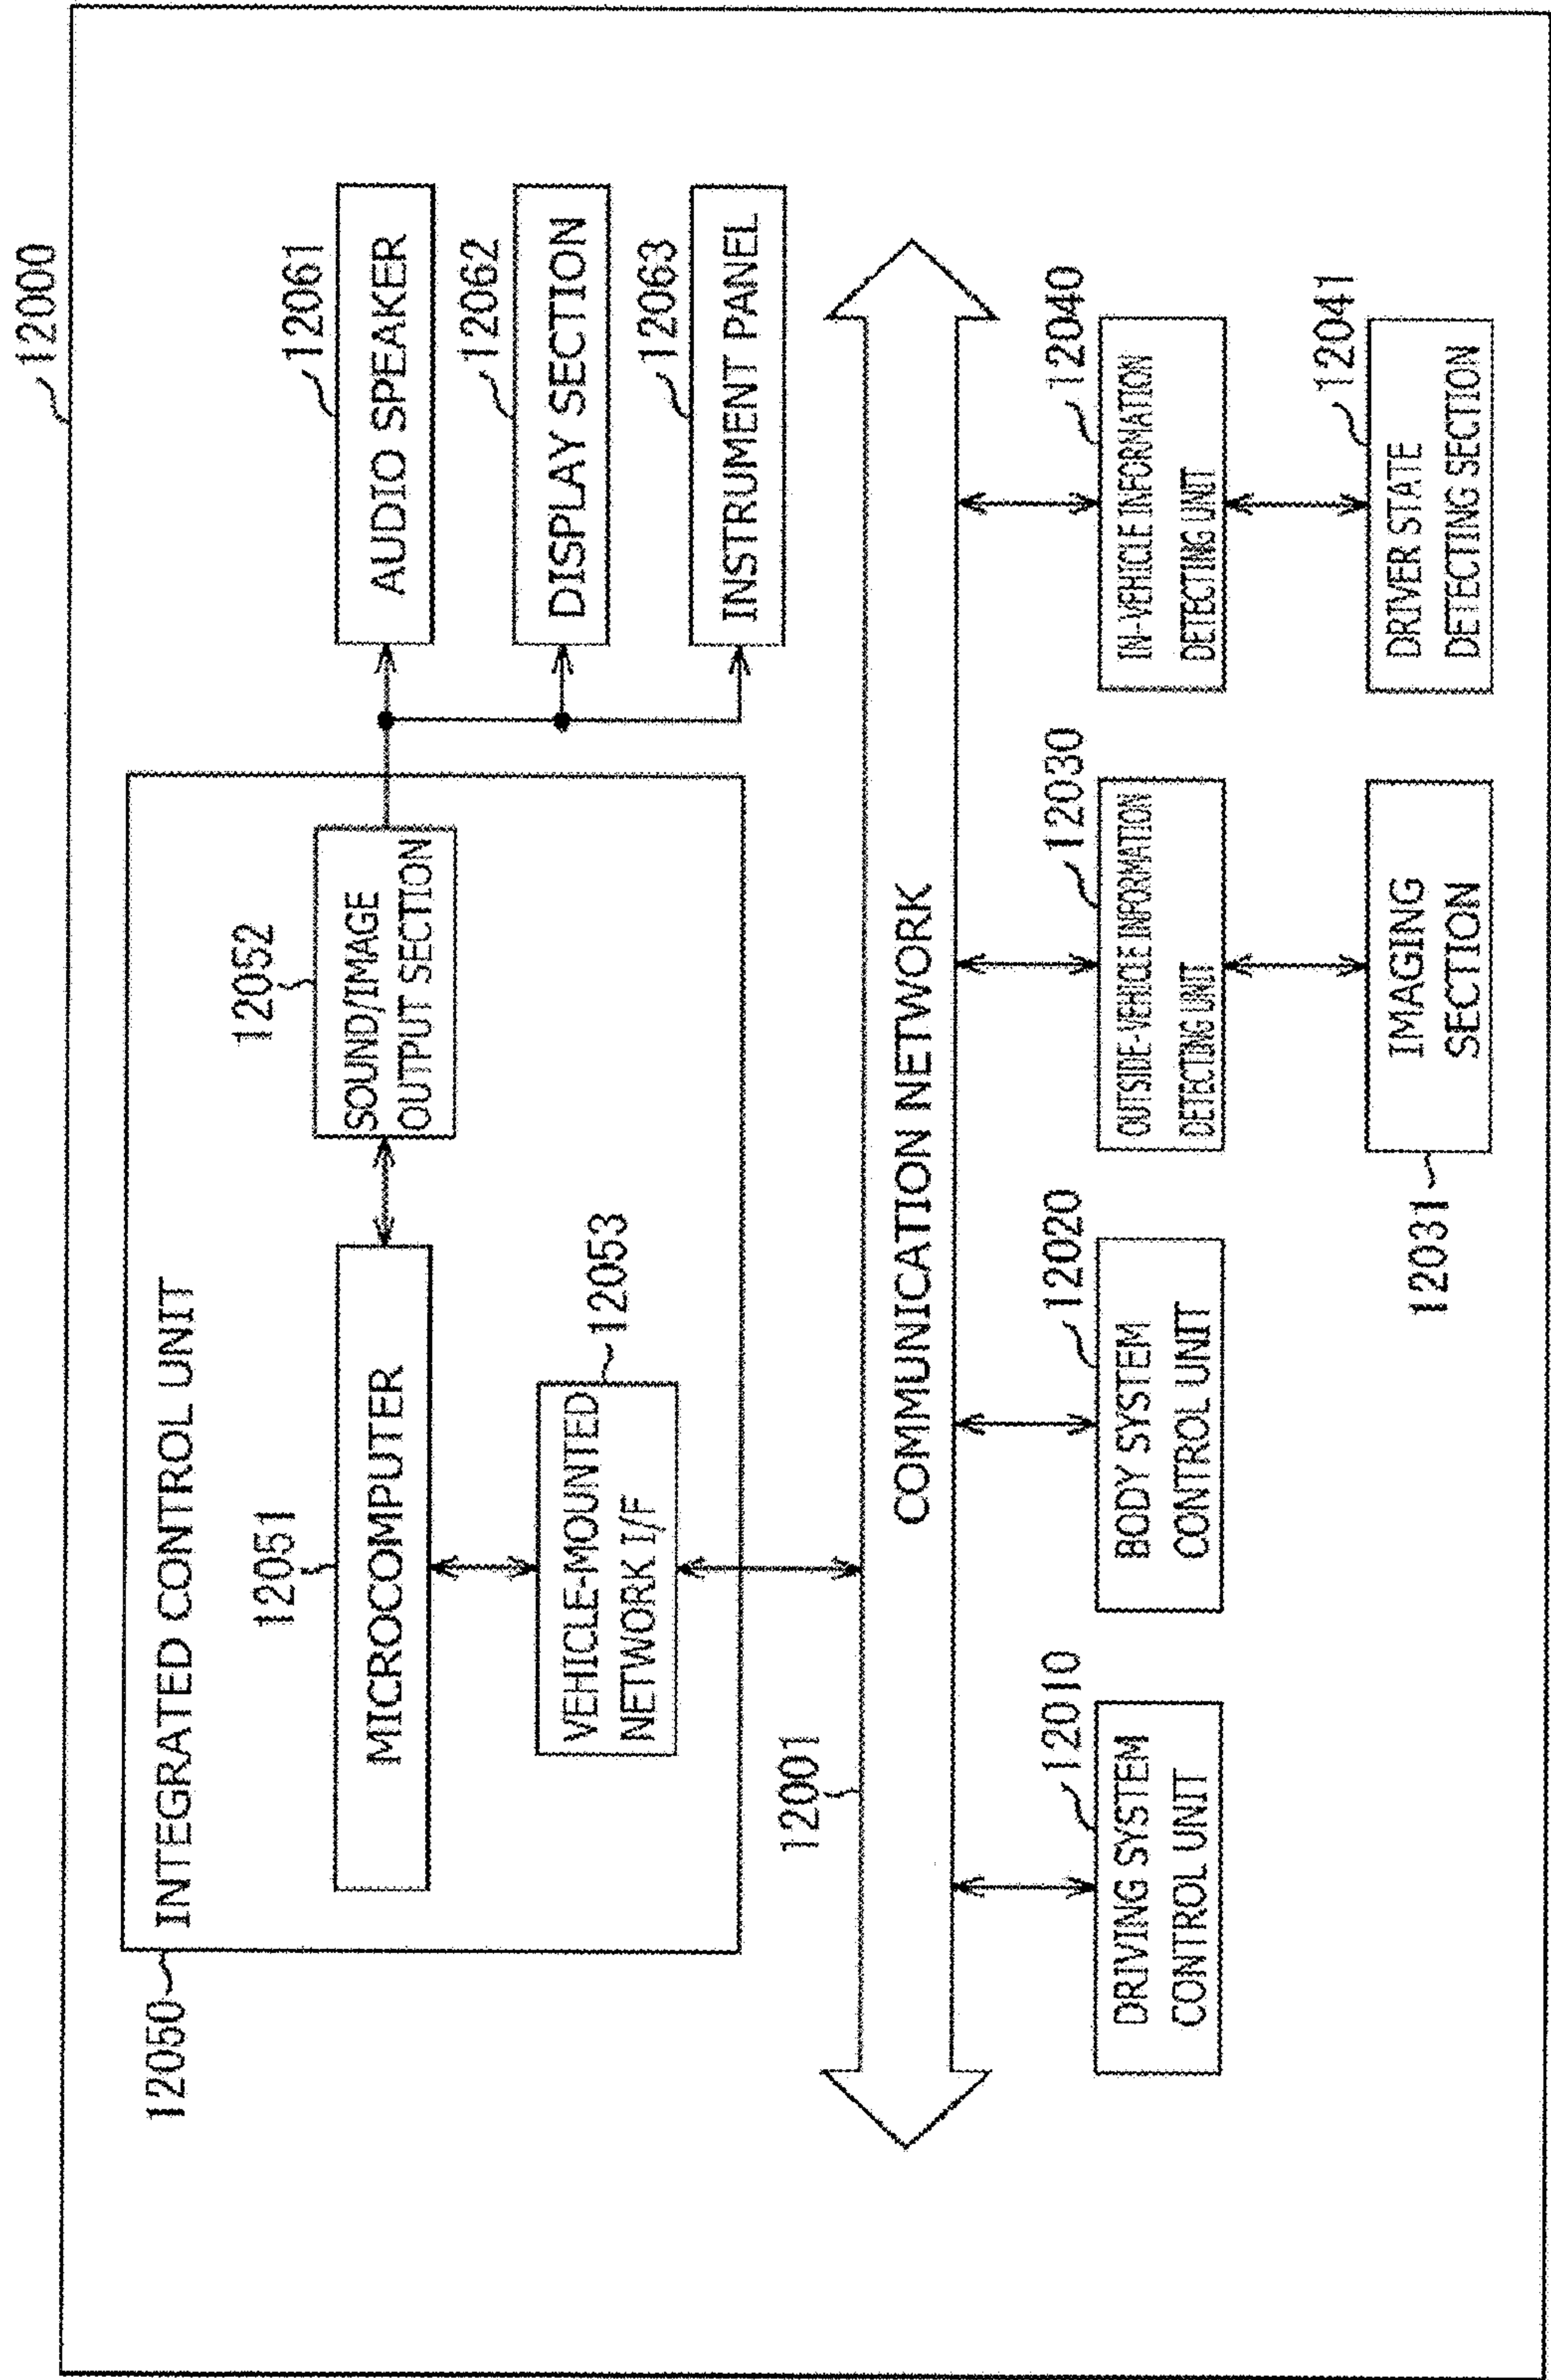 12000
12050
INTEGRATED CONTROL UNIT
12051
MICROCOMPUTER
12052
SOUND/IMAGE
OUTPUT SECTION
12053
VEHICLE-MOUNTED
NETWORK I/F
12061
AUDIO SPEAKER
12062
DISPLAY SECTION
12063
INSTRUMENT PANEL
12001
COMMUNICATION NETWORK
12010
DRIVING SYSTEM
CONTROL UNIT
12020
BODY SYSTEM
CONTROL UNIT
12030
OUTSIDE-VEHICLE INFORMATION
DETECTING UNIT
12040
IN-VEHICLE INFORMATION
DETECTING UNIT
12031
IMAGING
SECTION
12041
DRIVER STATE
DETECTING SECTION